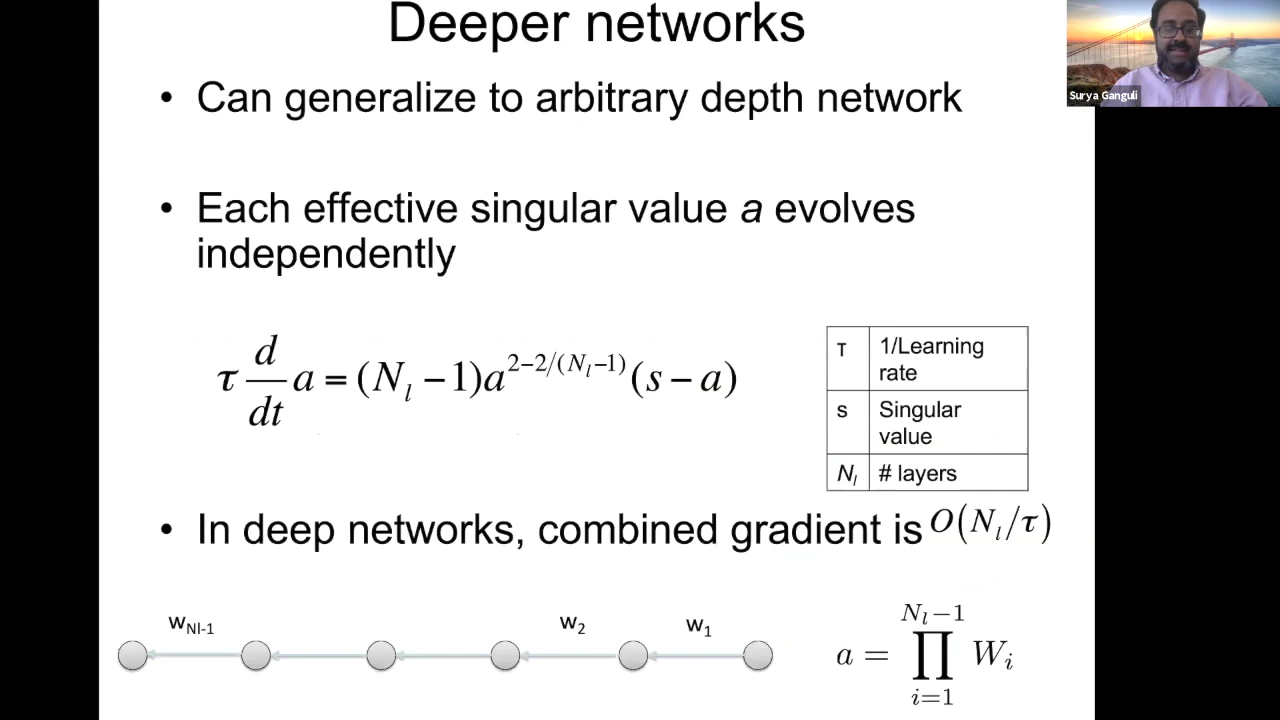 Deeper networks
Surya Ganguli
• Can generalize to arbitrary depth network
• Each effective singular value a evolves
independently
τ d/dt a = (N_l − 1)a^{2−2/(N_l−1)}(s − a)
τ 1/Learning
rate
s Singular
value
N_l # layers
• In deep networks, combined gradient is O(N_l/τ)
W_{Nl-1} W_2 W_1
a = ∏_{i=1}^{N_l−1} W_i